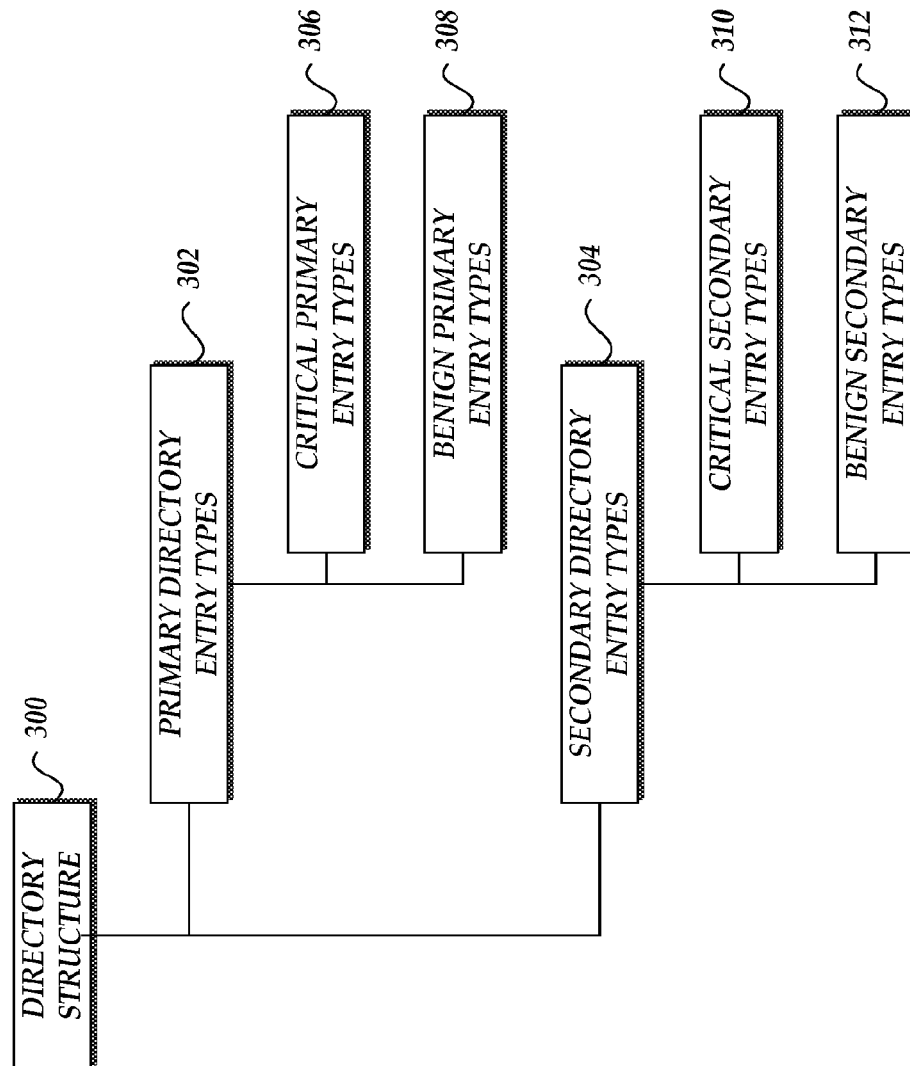 DIRECTORY
STRUCTURE
300
PRIMARY DIRECTORY
ENTRY TYPES
302
CRITICAL PRIMARY
ENTRY TYPES
306
BENIGN PRIMARY
ENTRY TYPES
308
SECONDARY DIRECTORY
ENTRY TYPES
304
CRITICAL SECONDARY
ENTRY TYPES
310
BENIGN SECONDARY
ENTRY TYPES
312